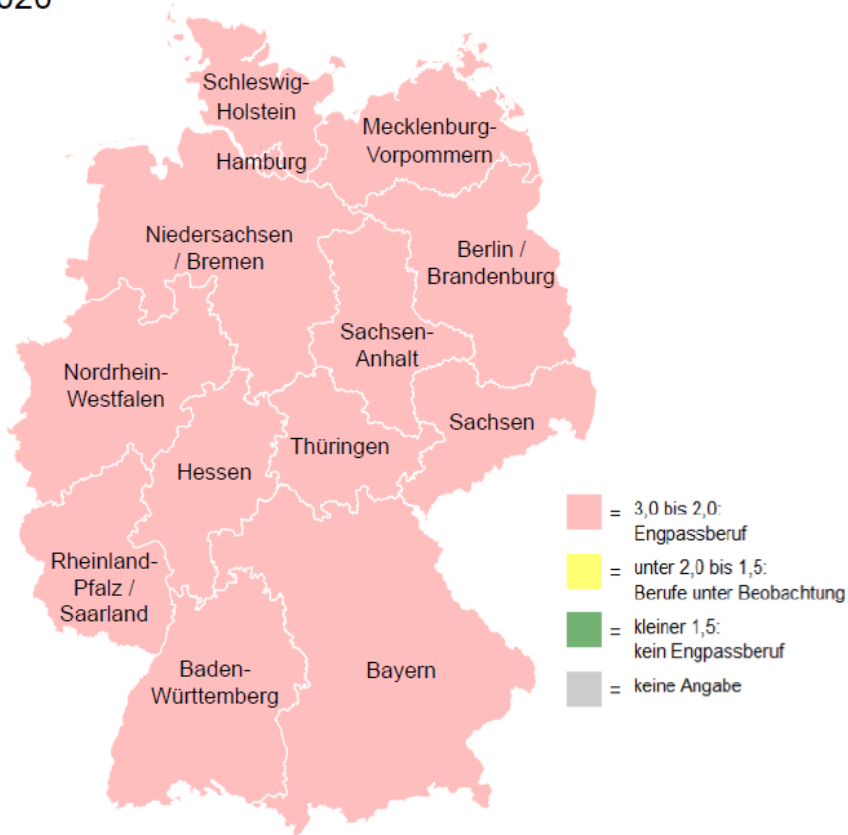 Schleswig-
Holstein
Mecklenburg-
Vorpommern
Hamburg
Niedersachsen
/ Bremen
Berlin /
Brandenburg
Sachsen-
Anhalt
Nordrhein-
Westfalen
Sachsen
Thüringen
Hessen
= 3,0 bis 2,0:
Engpassberuf
Rheinland-
Pfalz /
Saarland
= unter 2,0 bis 1,5:
Berufe unter Beobachtung
= kleiner 1,5:
kein Engpassberuf
Baden-
Württemberg
Bayern
= keine Angabe